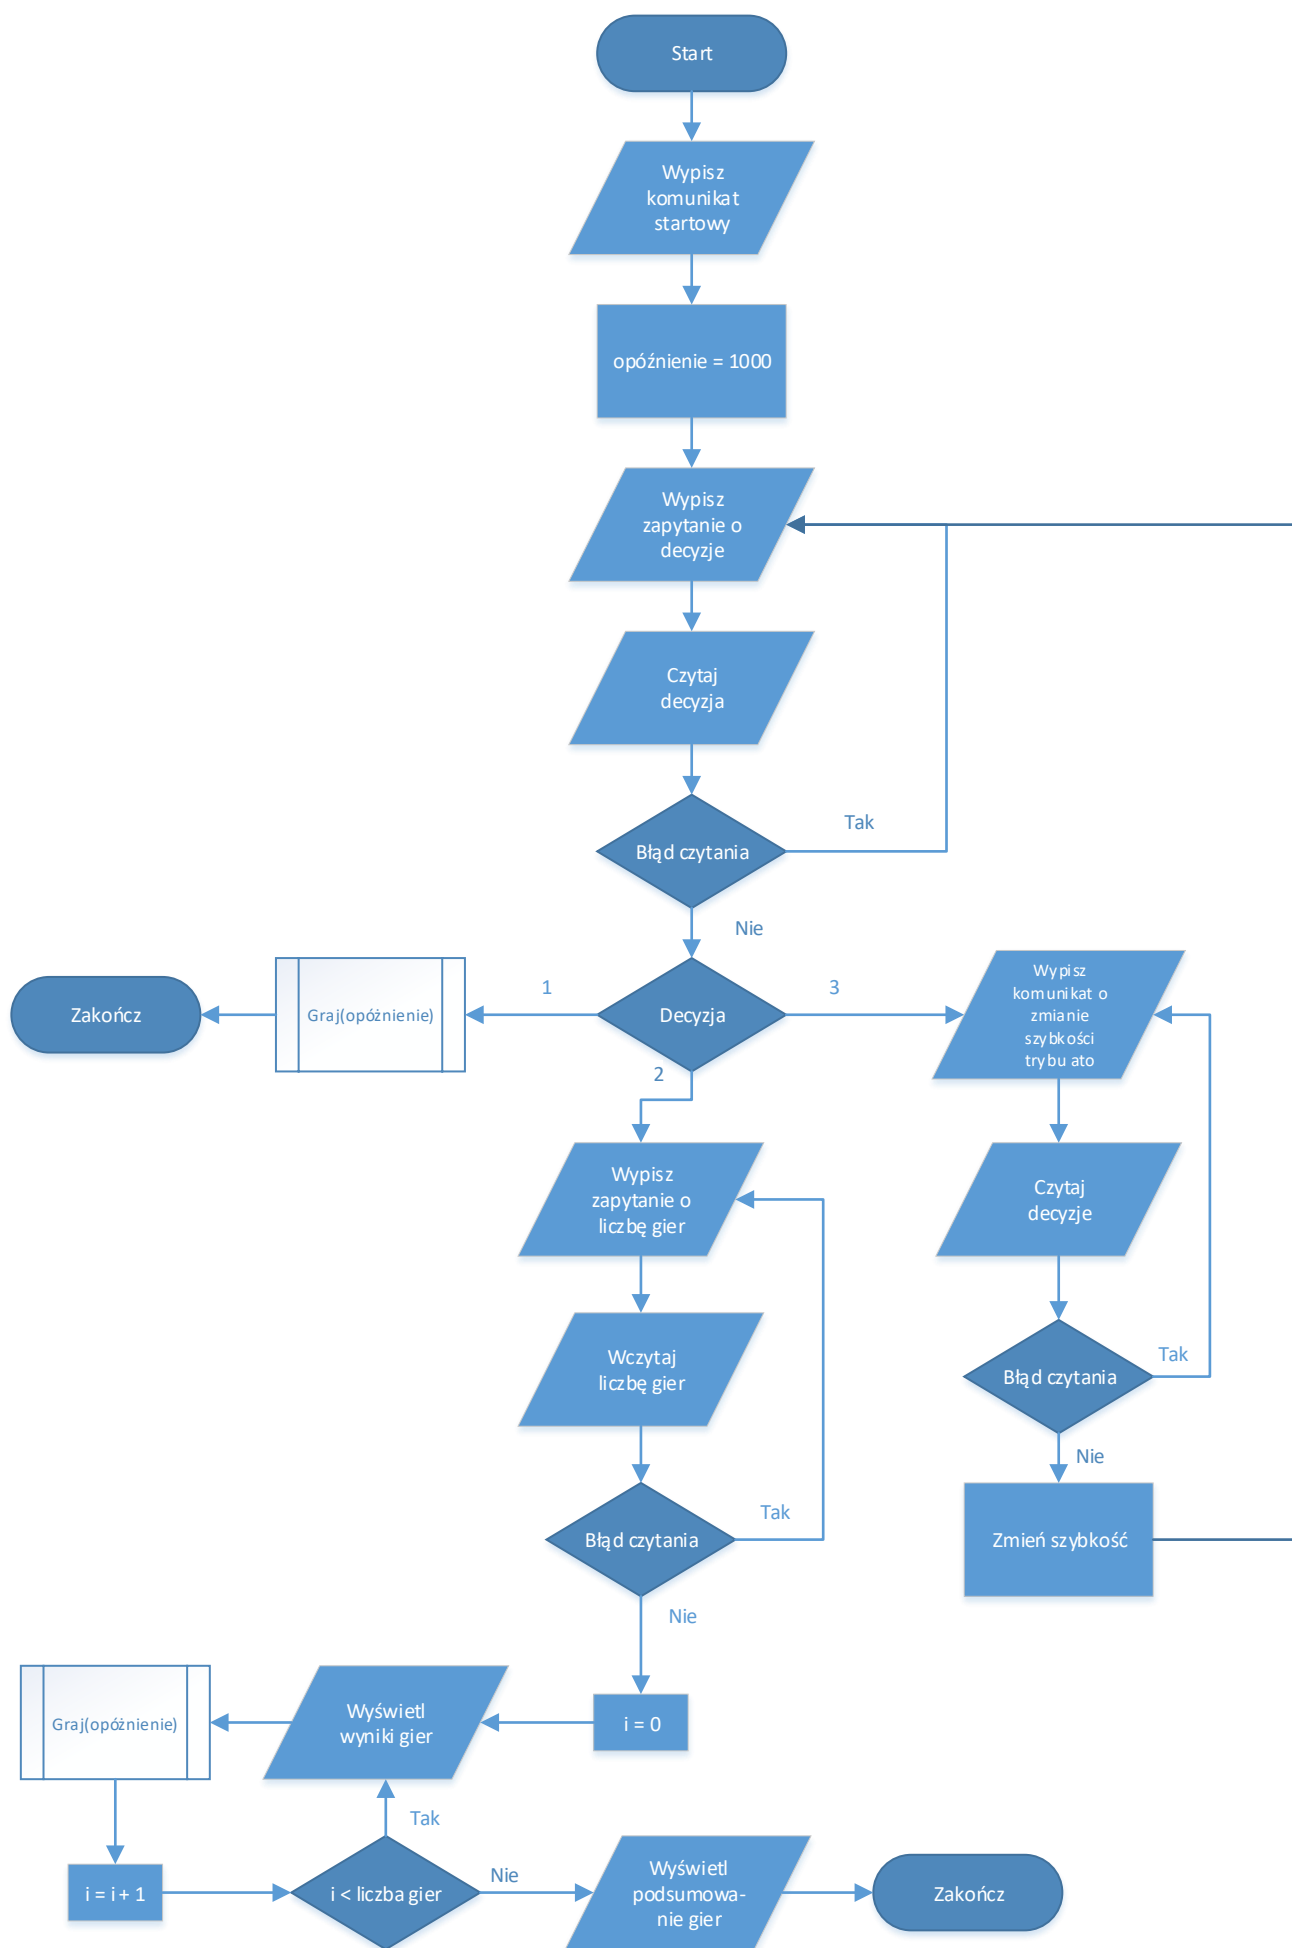 Start
Wypisz
komunikat
startowy
opóźnienie = 1000
Wypisz
zapytanie o
decyzje
Czytaj
decyzja
Błąd czytania
Tak
Nie
Zakończ
Graj(opóżnienie)
1
Decyzja
3
2
Wypisz
komunikat o
zmianie
szybkości
trybu ato
Wypisz
zapytanie o
liczbę gier
Czytaj
decyzje
Wczytaj
liczbę gier
Błąd czytania
Tak
Nie
Błąd czytania
Tak
Nie
Zmień szybkość
Graj(opóżnienie)
Wyświetl
wyniki gier
i = 0
Tak
i = i + 1
i < liczba gier
Nie
Wyświetl
podsumowa-
nie gier
Zakończ